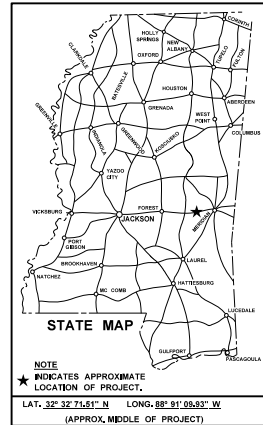 CORINTH
HOLLY
SPRINGS
NEW
ALBANY
OXFORD
TUPELO
FULTON
CLARKSDALE
BATESVILLE
HOUSTON
ABERDEEN
GRENADA
WEST
POINT
GREENVILLE
COLUMBUS
INDIANOLA
GREENWOOD
KOSCIUSKO
YAZOO
CITY
VICKSBURG
JACKSON
FOREST
MERIDIAN
PORT
GIBSON
BROOKHAVEN
LAUREL
NATCHEZ
MC COMB
HATTIESBURG
LUCEDALE
STATE MAP
GULFPORT
PASCAGOULA
NOTE
INDICATES APPROXIMATE
LOCATION OF PROJECT.
LAT. 32° 32' 71.51" N LONG. 88° 91' 09.93" W
(APPROX. MIDDLE OF PROJECT)